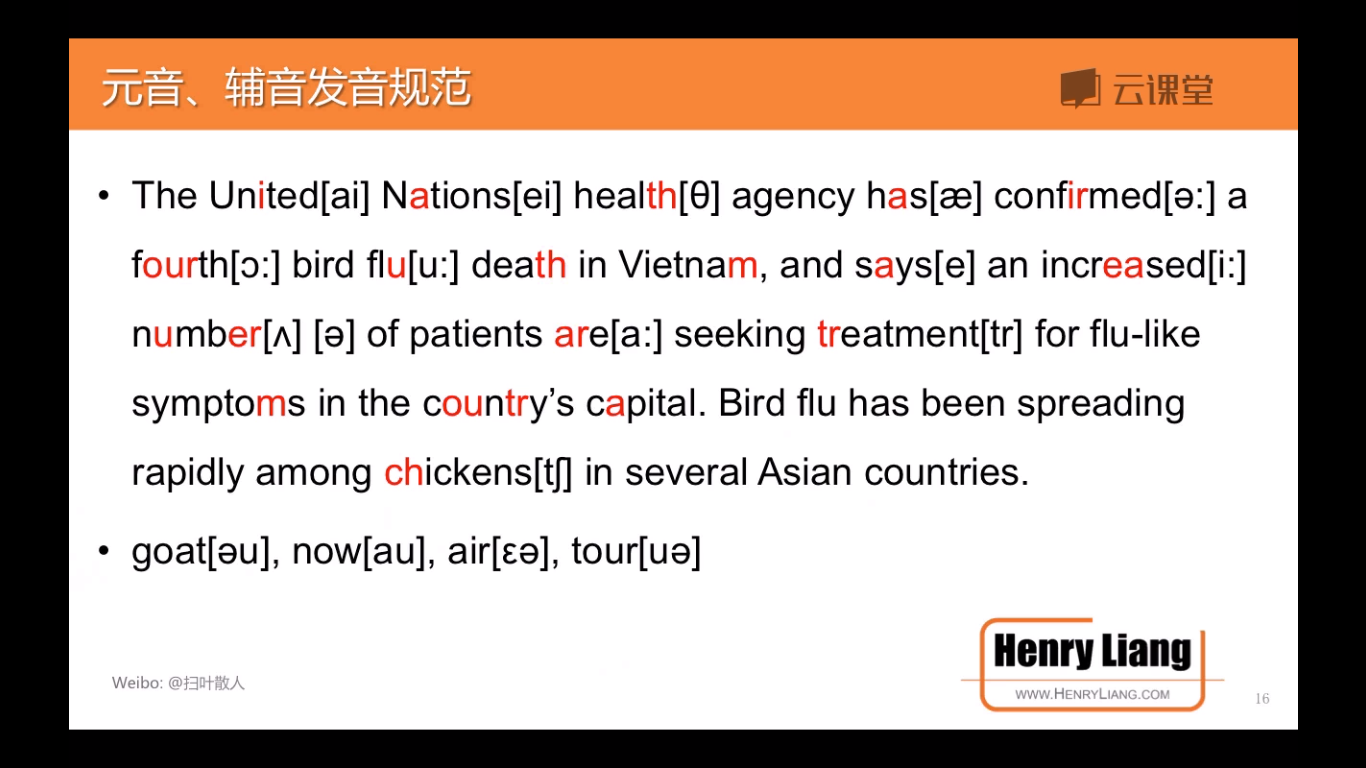 元音、辅音发音规范
云课堂
• The United[ai] Nations[ei] health[θ] agency has[æ] confirmed[ə:] a
fourth[ɔ:] bird flu[u:] death in Vietnam, and says[e] an increased[i:]
number[ʌ] [ə] of patients are[a:] seeking treatment[tr] for flu-like
symptoms in the country’s capital. Bird flu has been spreading
rapidly among chickens[tʃ] in several Asian countries.
• goat[əu], now[au], air[ɛə], tour[uə]
Henry Liang
www.HenryLiang.com
Weibo: @扫叶散人
16